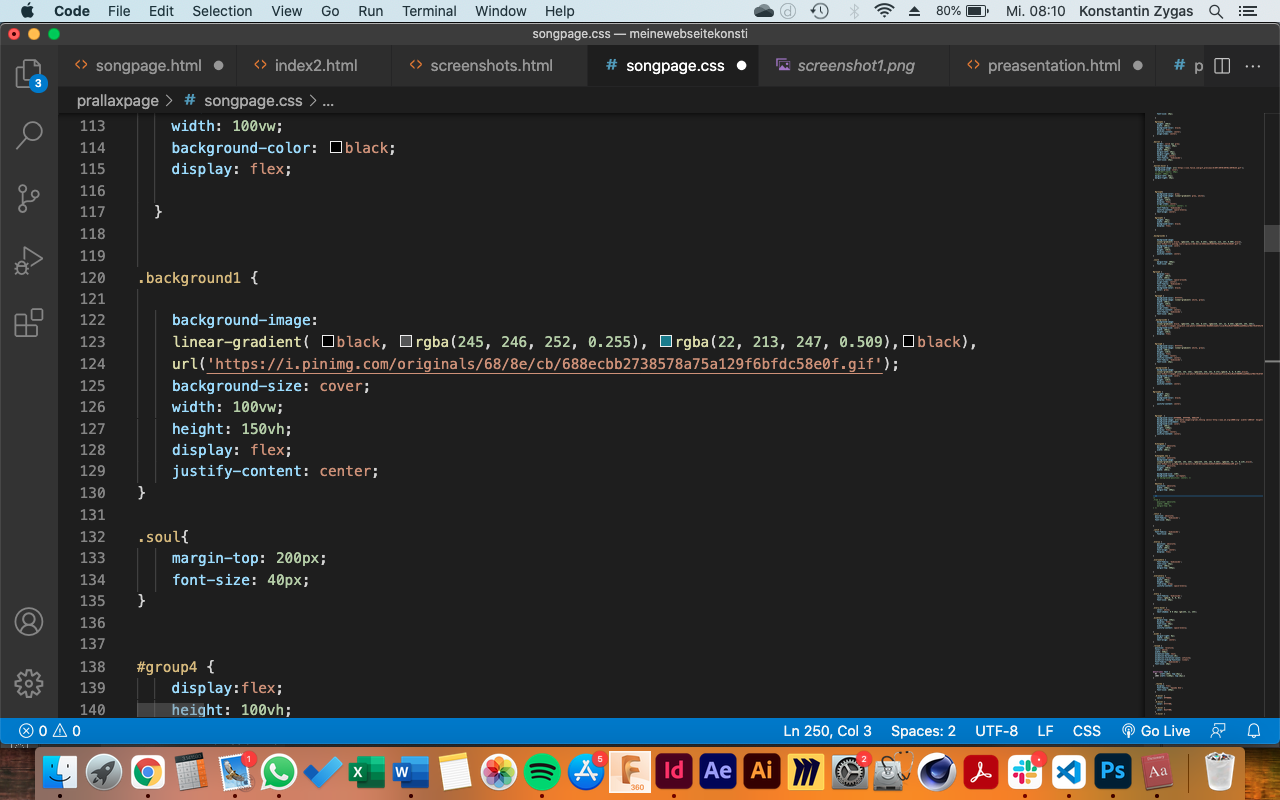 Code File Edit Selection View Go Run Terminal Window Help 80% Mi. 08:10 Konstantin Zygas
songpage.css — meinewebseitekonsti
songpage.html index2.html screenshots.html # songpage.css screenshot1.png preasentation.html # p
3
prallaxpage > # songpage.css > ...
113 width: 100vw;
114 background-color: black;
115 display: flex;
116
117 }
118
119
120 .background1 {
121
122 background-image:
123 linear-gradient( black, rgba(245, 246, 252, 0.255), rgba(22, 213, 247, 0.509), black),
124 url('https://i.pinimg.com/originals/68/8e/cb/688ecbb2738578a75a129f6bfdc58e0f.gif');
125 background-size: cover;
126 width: 100vw;
127 height: 150vh;
128 display: flex;
129 justify-content: center;
130 }
131
132 .soul{
133 margin-top: 200px;
134 font-size: 40px;
135 }
136
137
138 #group4 {
139 display:flex;
140 height: 100vh;
0 0 Ln 250, Col 3 Spaces: 2 UTF-8 LF CSS Go Live
1 X W 5 F 360 Id Ae Ai 2 Ps Aa